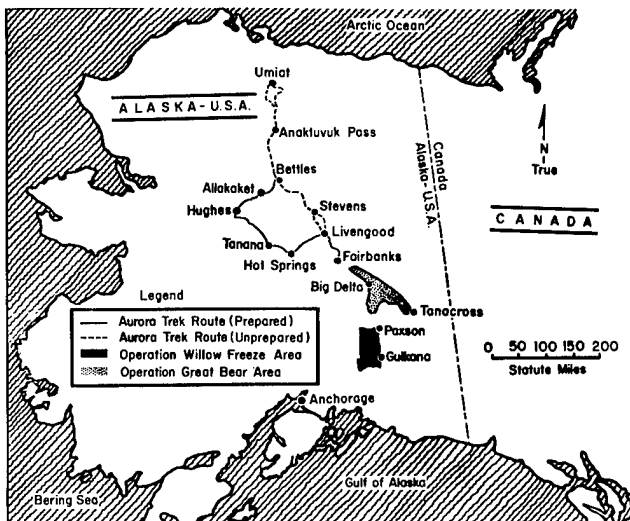 Arctic Ocean
Umiat
ALASKA-U.S.A.
Anaktuvuk Pass
Canada
Alaska-U.S.A.
N
True
Bettles
Allakaket
Stevens
Hughes
CANADA
Livengood
Tanana
Hot Springs
Fairbanks
Big Delta
Tanacross
Legend
Aurora Trek Route (Prepared)
Aurora Trek Route (Unprepared)
Operation Willow Freeze Area
Operation Great Bear Area
Paxson
Gulkana
0 50 100 150 200
Statute Miles
Anchorage
Gulf of Alaska
Bering Sea